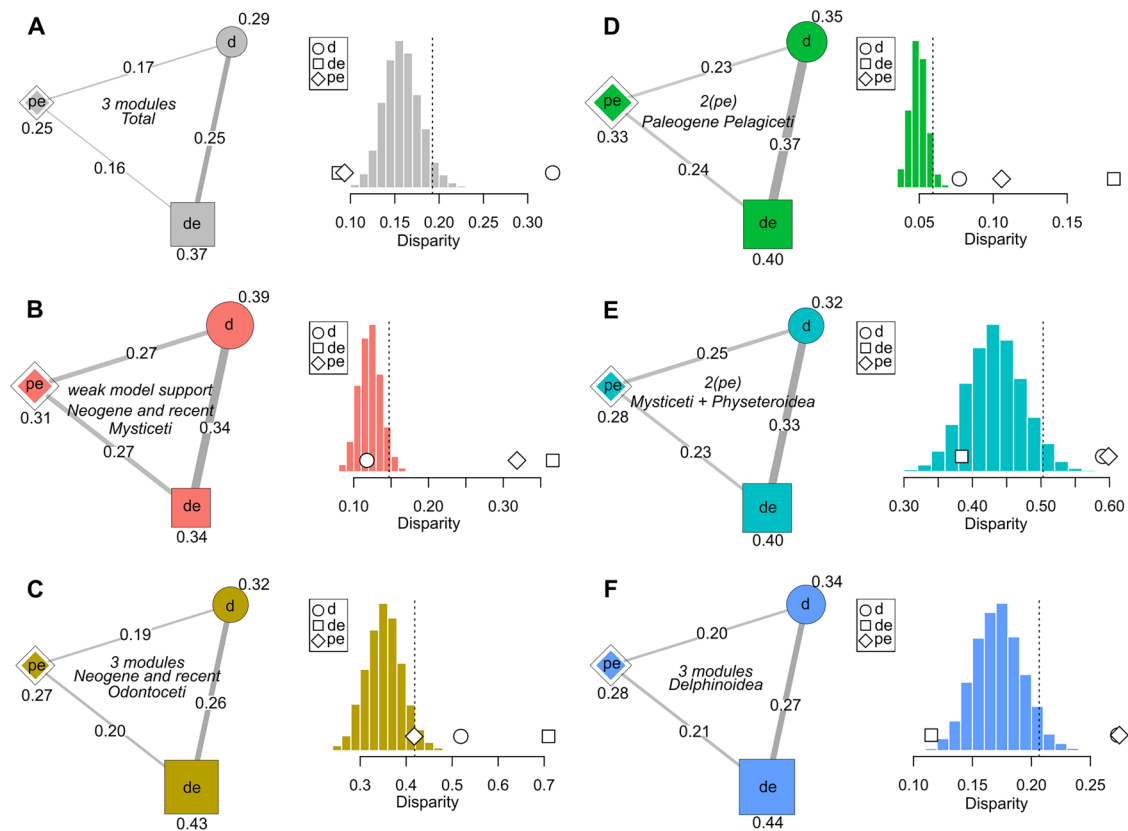 A
0.29
d
0.17
pe
3 modules
Total
0.25
0.25
0.16
de
0.37
d
de
pe
0.10
0.15
0.20
0.25
0.30
Disparity
D
0.35
d
0.23
pe
2(pe)
Paleogene Pelagiceti
0.33
0.37
0.24
de
0.40
d
de
pe
0.05
0.10
0.15
Disparity
B
0.39
d
0.27
pe
weak model support
Neogene and recent
Mysticeti
0.31
0.34
0.27
de
0.34
d
de
pe
0.10
0.20
0.30
Disparity
E
0.32
d
0.25
pe
2(pe)
Mysticeti + Physeteroidea
0.28
0.33
0.23
de
0.40
d
de
pe
0.30
0.40
0.50
0.60
Disparity
C
0.32
d
0.19
pe
3 modules
Neogene and recent
Odontoceti
0.27
0.26
0.20
de
0.43
d
de
pe
0.3
0.4
0.5
0.6
0.7
Disparity
F
0.34
d
0.20
pe
3 modules
Delphinoidea
0.28
0.27
0.21
de
0.44
d
de
pe
0.10
0.15
0.20
0.25
Disparity